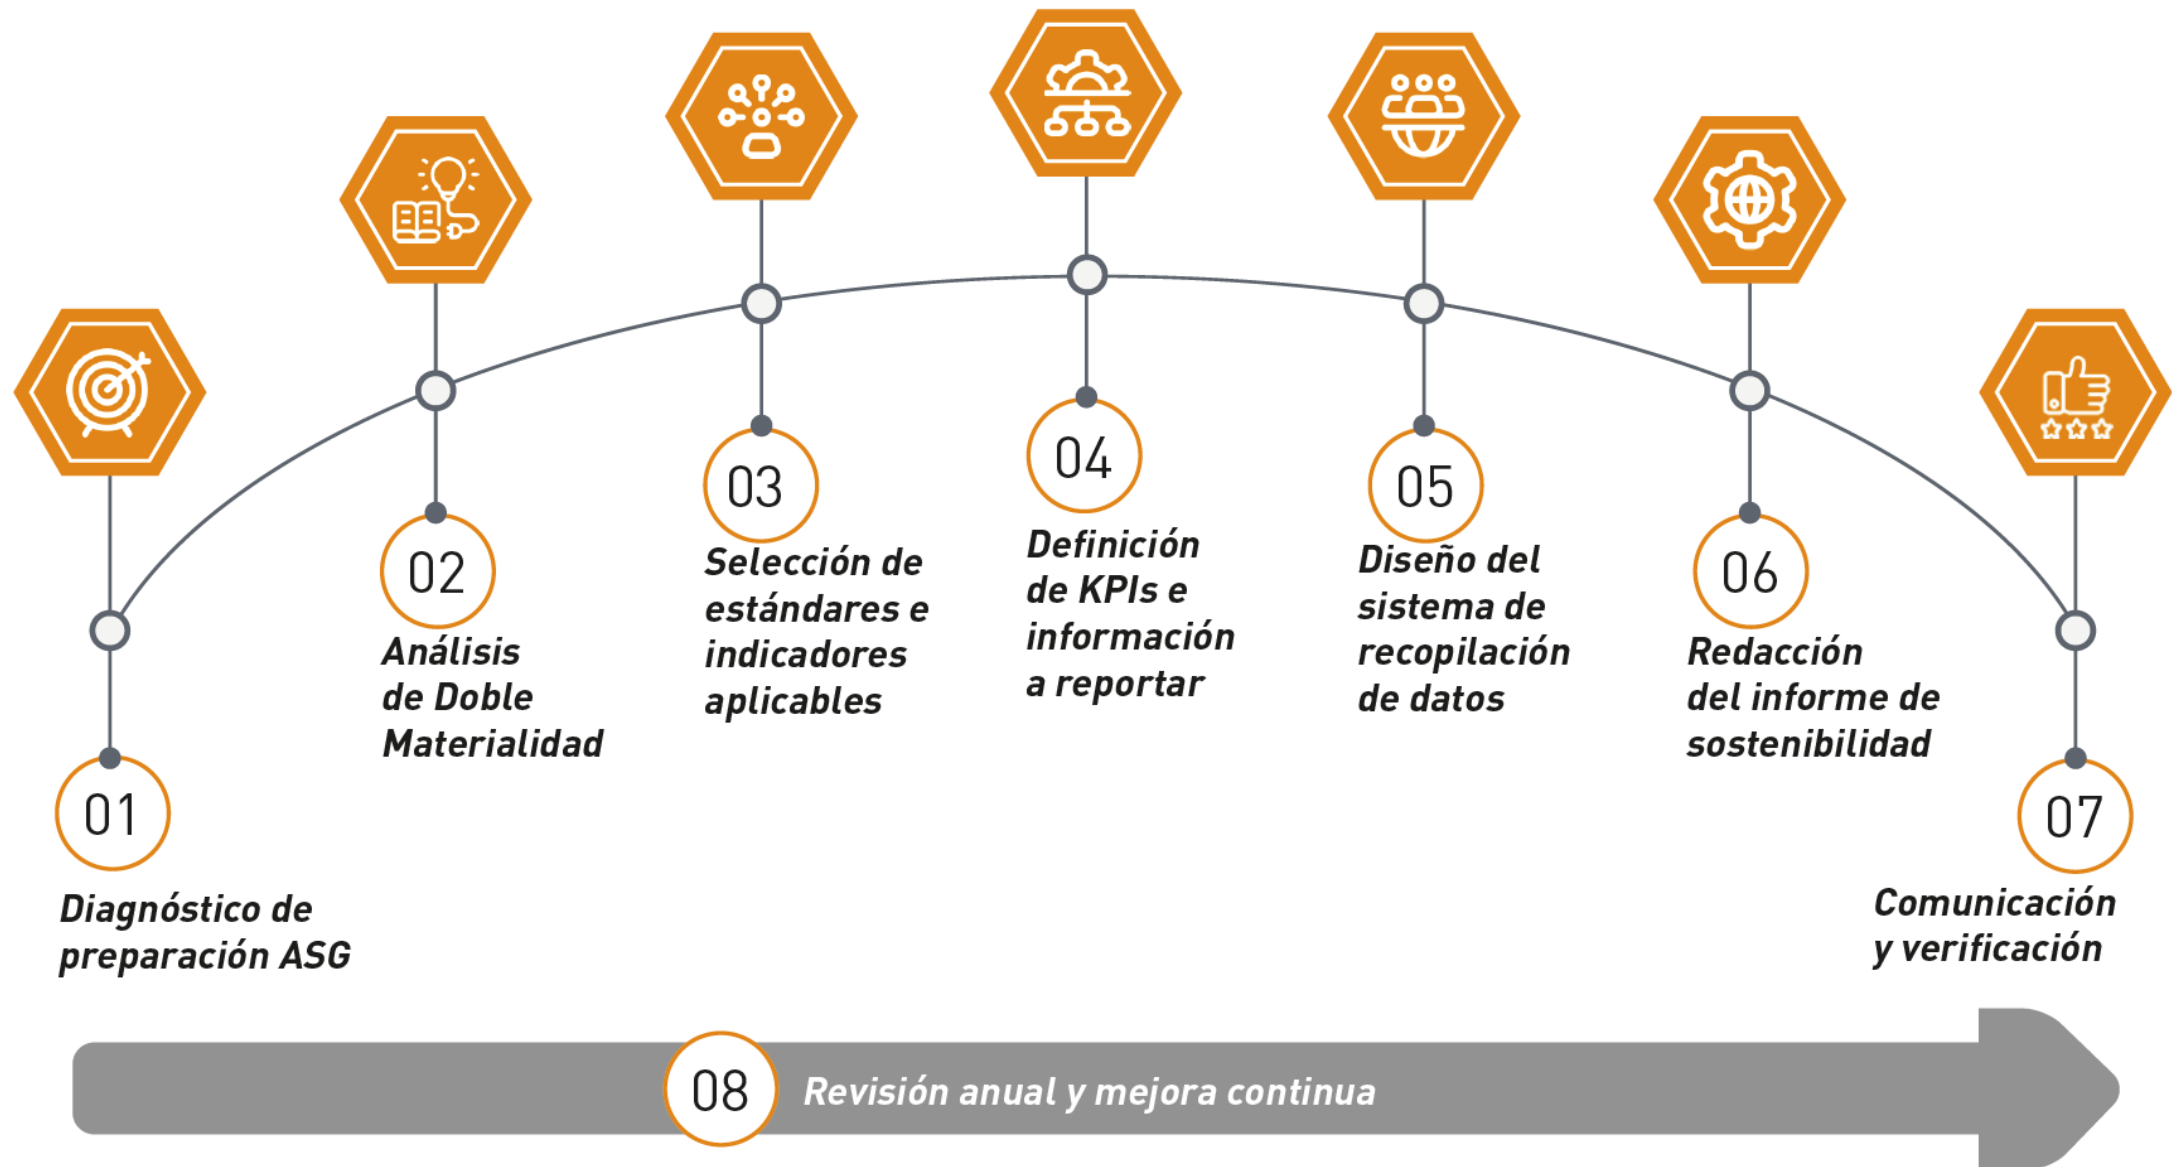 01
Diagnóstico de
preparación ASG
02
Análisis
de Doble
Materialidad
03
Selección de
estándares e
indicadores
aplicables
04
Definición
de KPIs e
información
a reportar
05
Diseño del
sistema de
recopilación
de datos
06
Redacción
del informe de
sostenibilidad
07
Comunicación
y verificación
08
Revisión anual y mejora continua